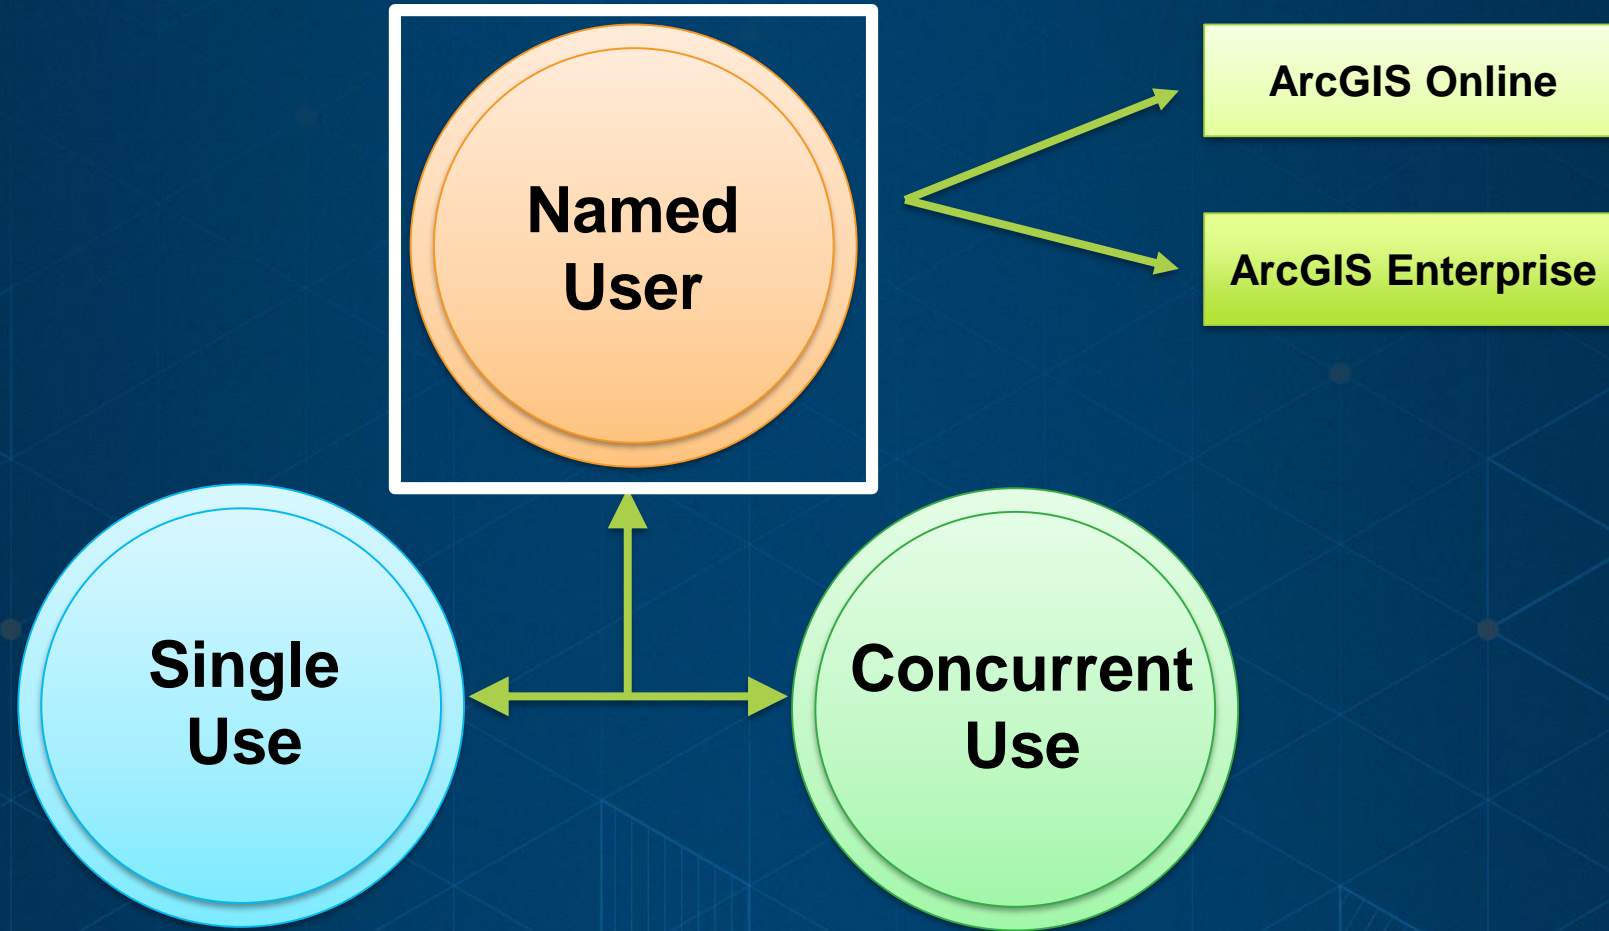 Named
User
ArcGIS Online
ArcGIS Enterprise
Single
Use
Concurrent
Use